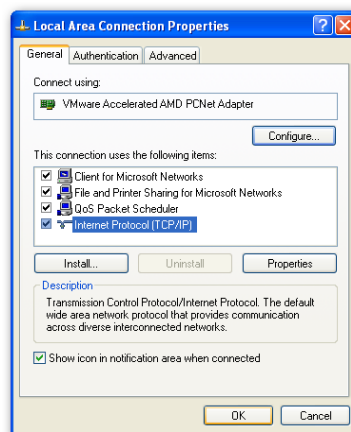 Local Area Connection Properties
General Authentication Advanced
Connect using:
VMware Accelerated AMD PCNet Adapter
Configure...
This connection uses the following items:
Client for Microsoft Networks
File and Printer Sharing for Microsoft Networks
QoS Packet Scheduler
Internet Protocol (TCP/IP)
Install... Uninstall Properties
Description
Transmission Control Protocol/Internet Protocol. The default
wide area network protocol that provides communication
across diverse interconnected networks.
Show icon in notification area when connected
OK Cancel